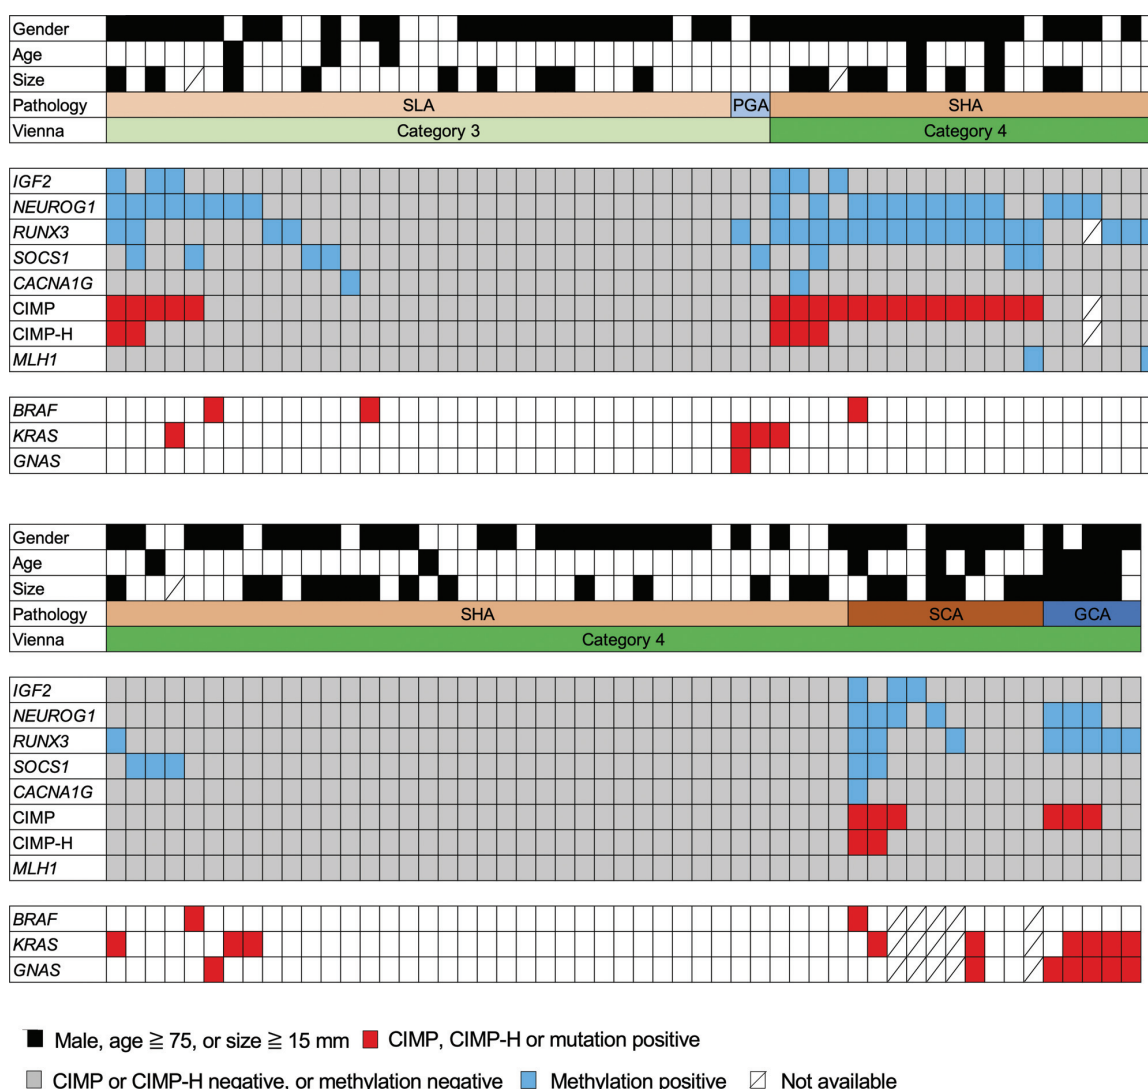 Gender
Age
Size
Pathology SLA PGA SHA
Vienna Category 3 Category 4
IGF2
NEUROG1
RUNX3
SOCS1
CACNA1G
CIMP
CIMP-H
MLH1
BRAF
KRAS
GNAS
Gender
Age
Size
Pathology SHA SCA GCA
Vienna Category 4
IGF2
NEUROG1
RUNX3
SOCS1
CACNA1G
CIMP
CIMP-H
MLH1
BRAF
KRAS
GNAS
Male, age ≧ 75, or size ≧ 15 mm CIMP, CIMP-H or mutation positive
CIMP or CIMP-H negative, or methylation negative Methylation positive Not available